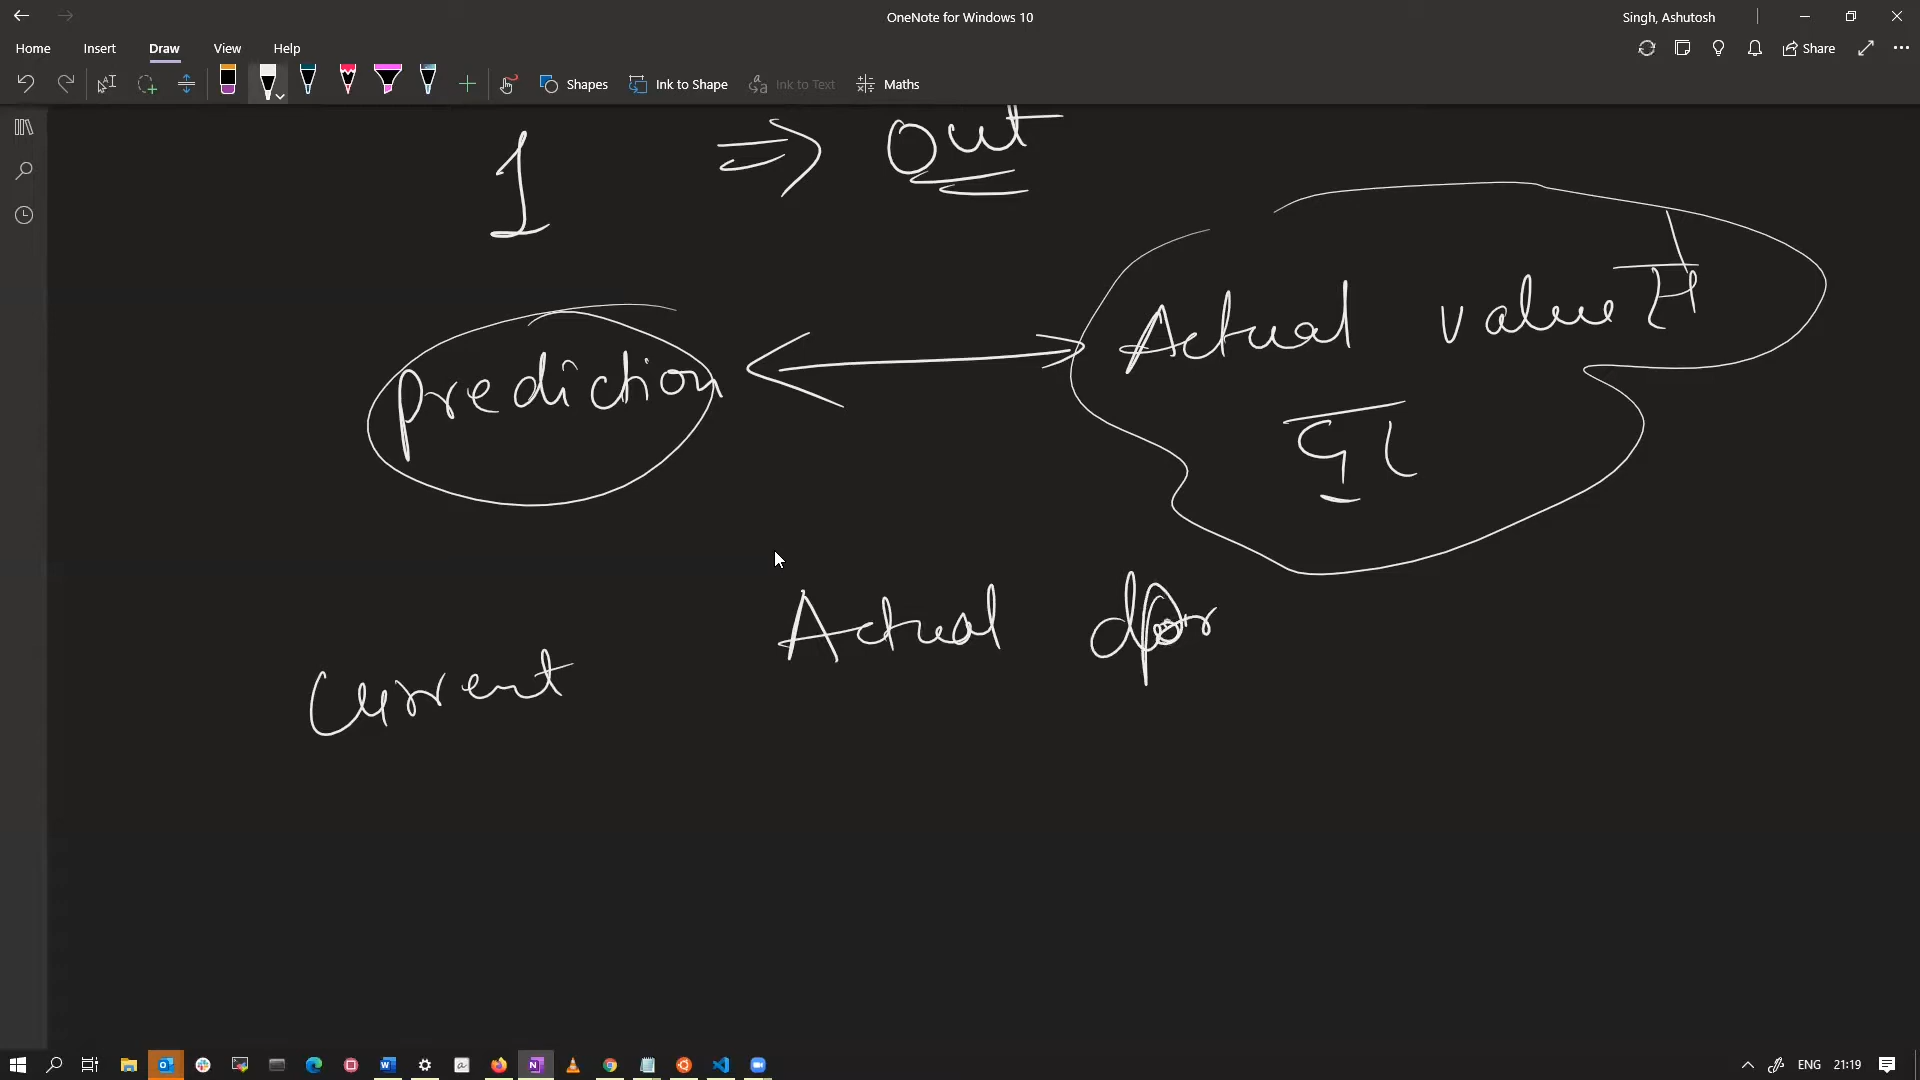 OneNote for Windows 10
Singh, Ashutosh
Home Insert Draw View Help
Share
Shapes Ink to Shape Ink to Text Maths
1 ⇒ Out
prediction Actual value
Actual
Current
ENG 21:19